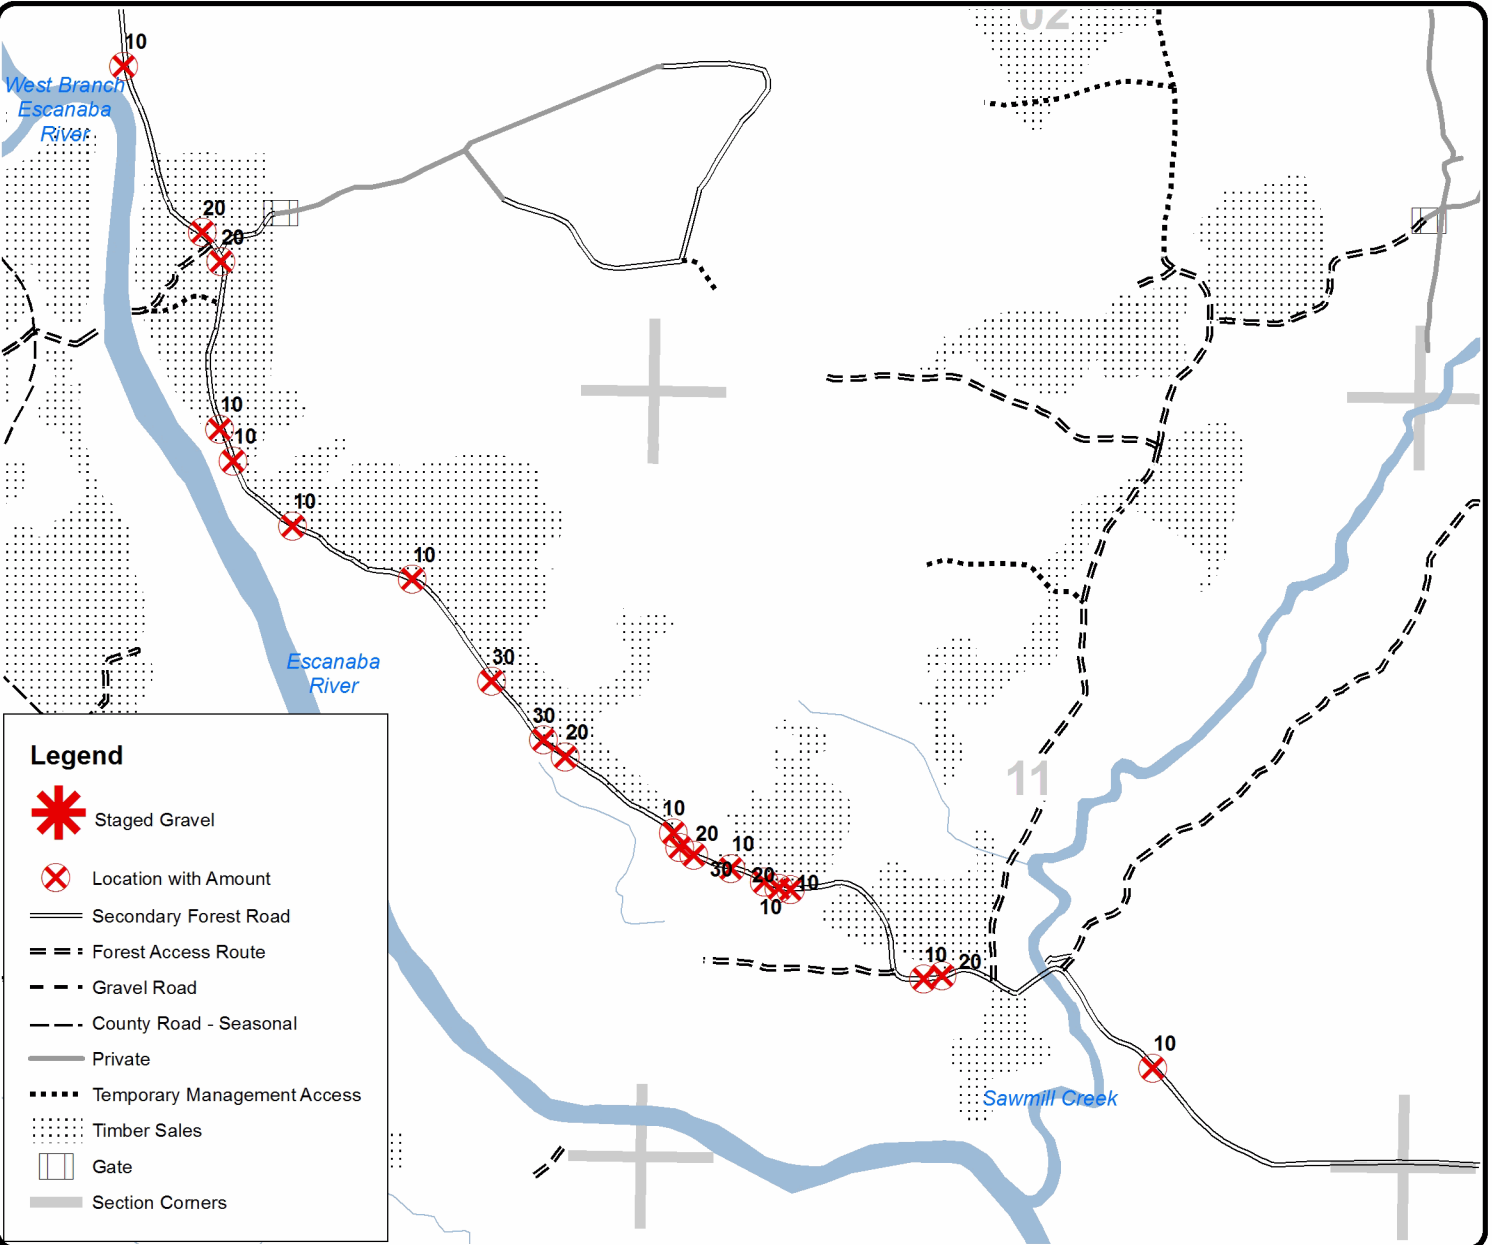 02
10
West Branch
Escanaba
River
20
20
10
10
10
10
Escanaba
River
30
30
20
11
10
20
10
30
20
10
10
10
20
10
Sawmill Creek
Legend
Staged Gravel
Location with Amount
Secondary Forest Road
Forest Access Route
Gravel Road
County Road - Seasonal
Private
Temporary Management Access
Timber Sales
Gate
Section Corners